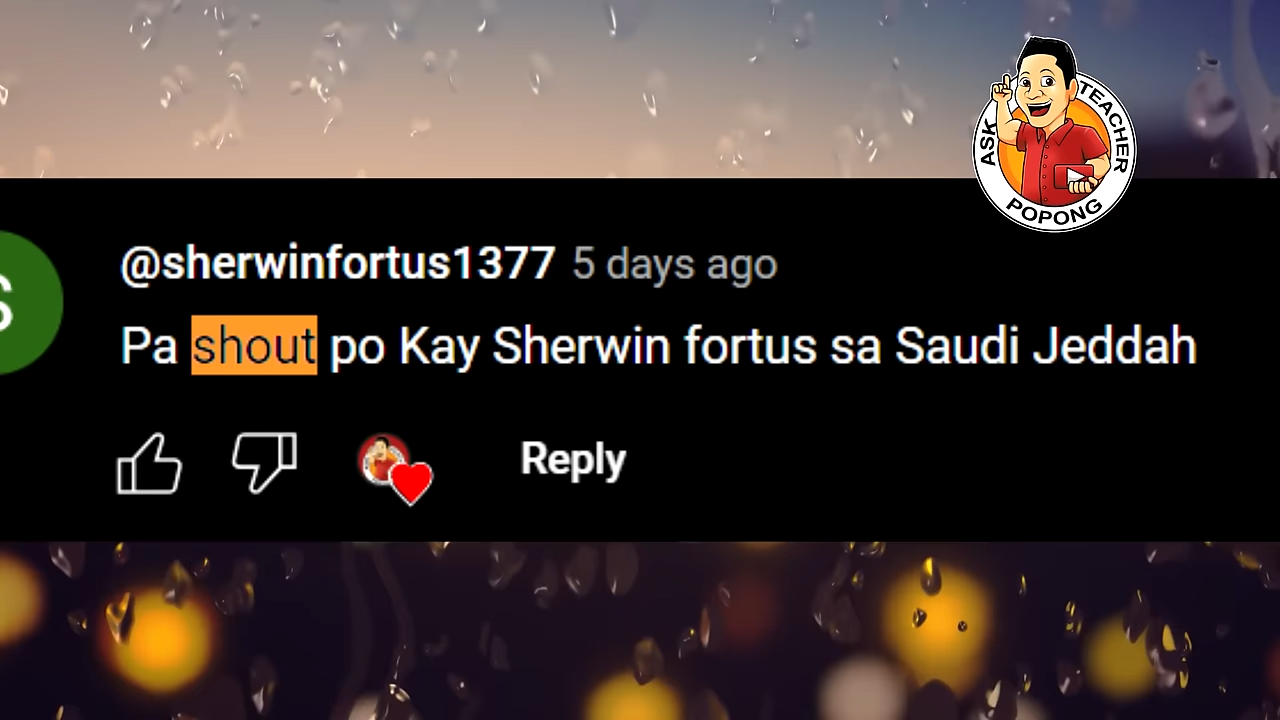 ASK TEACHER POPONG
S
@sherwinfortus1377 5 days ago
Pa shout po Kay Sherwin fortus sa Saudi Jeddah
Reply